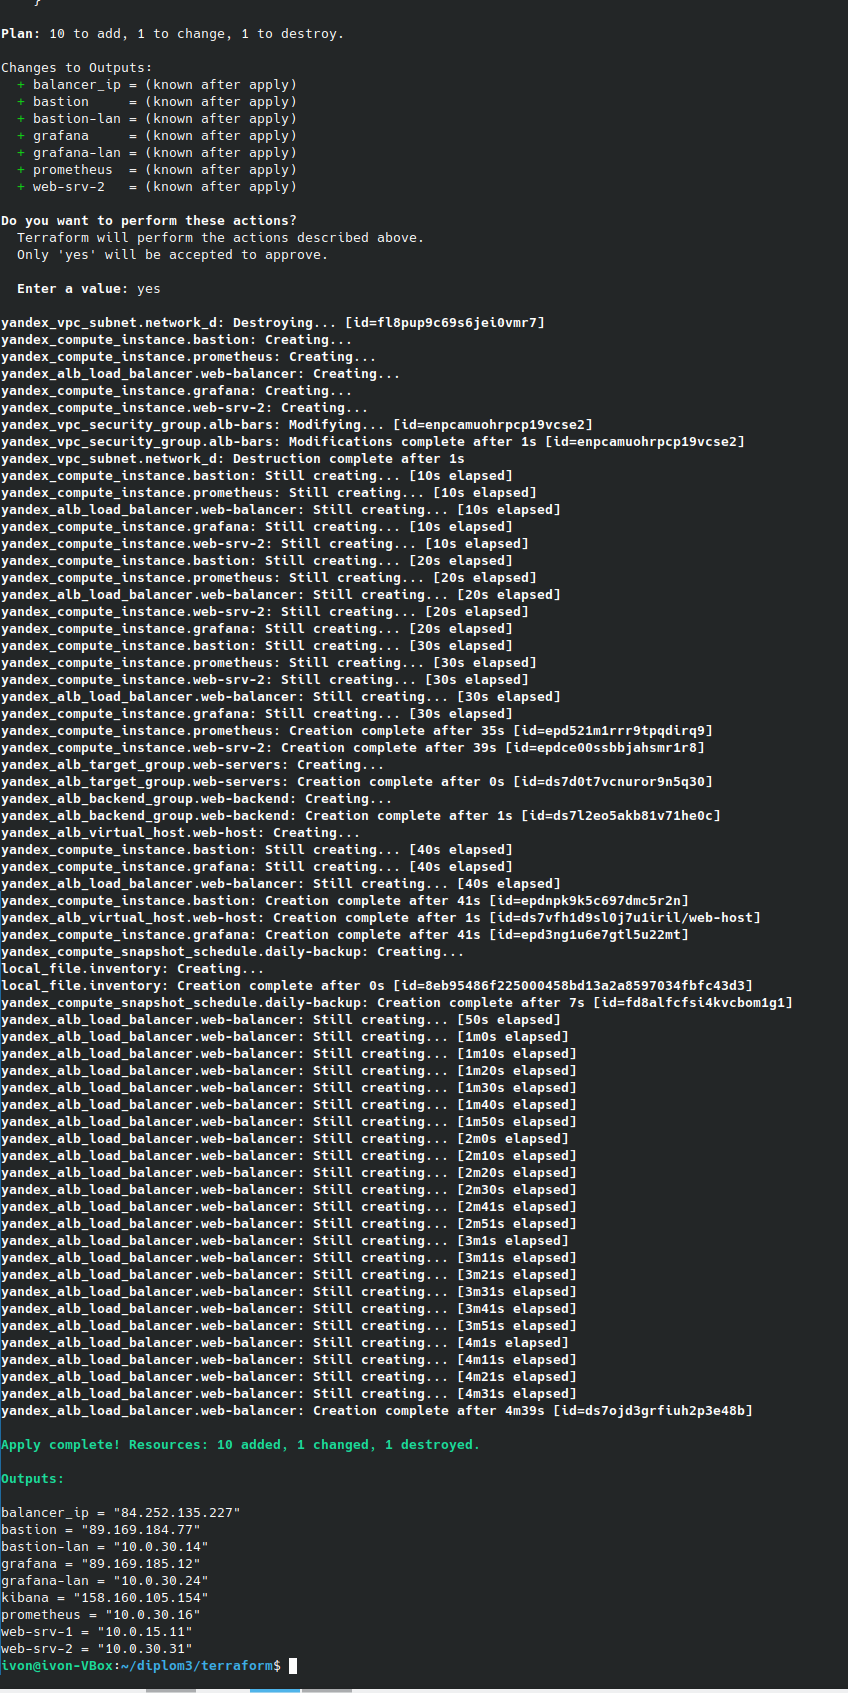 }
Plan: 10 to add, 1 to change, 1 to destroy.
Changes to Outputs:
+ balancer_ip = (known after apply)
+ bastion     = (known after apply)
+ bastion-lan = (known after apply)
+ grafana     = (known after apply)
+ grafana-lan = (known after apply)
+ prometheus  = (known after apply)
+ web-srv-2   = (known after apply)
Do you want to perform these actions?
Terraform will perform the actions described above.
Only 'yes' will be accepted to approve.
Enter a value: yes
yandex_vpc_subnet.network_d: Destroying... [id=fl8pup9c69s6jei0vmr7]
yandex_compute_instance.bastion: Creating...
yandex_compute_instance.prometheus: Creating...
yandex_alb_load_balancer.web-balancer: Creating...
yandex_compute_instance.grafana: Creating...
yandex_compute_instance.web-srv-2: Creating...
yandex_vpc_security_group.alb-bars: Modifying... [id=enpcamuohrpcp19vcse2]
yandex_vpc_security_group.alb-bars: Modifications complete after 1s [id=enpcamuohrpcp19vcse2]
yandex_vpc_subnet.network_d: Destruction complete after 1s
yandex_compute_instance.bastion: Still creating... [10s elapsed]
yandex_compute_instance.prometheus: Still creating... [10s elapsed]
yandex_alb_load_balancer.web-balancer: Still creating... [10s elapsed]
yandex_compute_instance.grafana: Still creating... [10s elapsed]
yandex_compute_instance.web-srv-2: Still creating... [10s elapsed]
yandex_compute_instance.bastion: Still creating... [20s elapsed]
yandex_compute_instance.prometheus: Still creating... [20s elapsed]
yandex_alb_load_balancer.web-balancer: Still creating... [20s elapsed]
yandex_compute_instance.web-srv-2: Still creating... [20s elapsed]
yandex_compute_instance.grafana: Still creating... [20s elapsed]
yandex_compute_instance.bastion: Still creating... [30s elapsed]
yandex_compute_instance.prometheus: Still creating... [30s elapsed]
yandex_compute_instance.web-srv-2: Still creating... [30s elapsed]
yandex_alb_load_balancer.web-balancer: Still creating... [30s elapsed]
yandex_compute_instance.grafana: Still creating... [30s elapsed]
yandex_compute_instance.prometheus: Creation complete after 35s [id=epd521m1rrr9tpqdirq9]
yandex_compute_instance.web-srv-2: Creation complete after 39s [id=epdce00ssbbjahsmr1r8]
yandex_alb_target_group.web-servers: Creating...
yandex_alb_target_group.web-servers: Creation complete after 0s [id=ds7d0t7vcnuror9n5q30]
yandex_alb_backend_group.web-backend: Creating...
yandex_alb_backend_group.web-backend: Creation complete after 1s [id=ds7l2eo5akb81v71he0c]
yandex_alb_virtual_host.web-host: Creating...
yandex_compute_instance.bastion: Still creating... [40s elapsed]
yandex_compute_instance.grafana: Still creating... [40s elapsed]
yandex_alb_load_balancer.web-balancer: Still creating... [40s elapsed]
yandex_compute_instance.bastion: Creation complete after 41s [id=epdnpk9k5c697dmc5r2n]
yandex_alb_virtual_host.web-host: Creation complete after 1s [id=ds7vfh1d9sl0j7u1iril/web-host]
yandex_compute_instance.grafana: Creation complete after 41s [id=epd3ng1u6e7gtl5u22mt]
yandex_compute_snapshot_schedule.daily-backup: Creating...
local_file.inventory: Creating...
local_file.inventory: Creation complete after 0s [id=8eb95486f225000458bd13a2a8597034fbfc43d3]
yandex_compute_snapshot_schedule.daily-backup: Creation complete after 7s [id=fd8alfcfsi4kvcbom1g1]
yandex_alb_load_balancer.web-balancer: Still creating... [50s elapsed]
yandex_alb_load_balancer.web-balancer: Still creating... [1m0s elapsed]
yandex_alb_load_balancer.web-balancer: Still creating... [1m10s elapsed]
yandex_alb_load_balancer.web-balancer: Still creating... [1m20s elapsed]
yandex_alb_load_balancer.web-balancer: Still creating... [1m30s elapsed]
yandex_alb_load_balancer.web-balancer: Still creating... [1m40s elapsed]
yandex_alb_load_balancer.web-balancer: Still creating... [1m50s elapsed]
yandex_alb_load_balancer.web-balancer: Still creating... [2m0s elapsed]
yandex_alb_load_balancer.web-balancer: Still creating... [2m10s elapsed]
yandex_alb_load_balancer.web-balancer: Still creating... [2m20s elapsed]
yandex_alb_load_balancer.web-balancer: Still creating... [2m30s elapsed]
yandex_alb_load_balancer.web-balancer: Still creating... [2m41s elapsed]
yandex_alb_load_balancer.web-balancer: Still creating... [2m51s elapsed]
yandex_alb_load_balancer.web-balancer: Still creating... [3m1s elapsed]
yandex_alb_load_balancer.web-balancer: Still creating... [3m11s elapsed]
yandex_alb_load_balancer.web-balancer: Still creating... [3m21s elapsed]
yandex_alb_load_balancer.web-balancer: Still creating... [3m31s elapsed]
yandex_alb_load_balancer.web-balancer: Still creating... [3m41s elapsed]
yandex_alb_load_balancer.web-balancer: Still creating... [3m51s elapsed]
yandex_alb_load_balancer.web-balancer: Still creating... [4m1s elapsed]
yandex_alb_load_balancer.web-balancer: Still creating... [4m11s elapsed]
yandex_alb_load_balancer.web-balancer: Still creating... [4m21s elapsed]
yandex_alb_load_balancer.web-balancer: Still creating... [4m31s elapsed]
yandex_alb_load_balancer.web-balancer: Creation complete after 4m39s [id=ds7ojd3grfiuh2p3e48b]
Apply complete! Resources: 10 added, 1 changed, 1 destroyed.
Outputs:
balancer_ip = "84.252.135.227"
bastion = "89.169.184.77"
bastion-lan = "10.0.30.14"
grafana = "89.169.185.12"
grafana-lan = "10.0.30.24"
kibana = "158.160.105.154"
prometheus = "10.0.30.16"
web-srv-1 = "10.0.15.11"
web-srv-2 = "10.0.30.31"
ivon@ivon-VBox:~/diplom3/terraform$